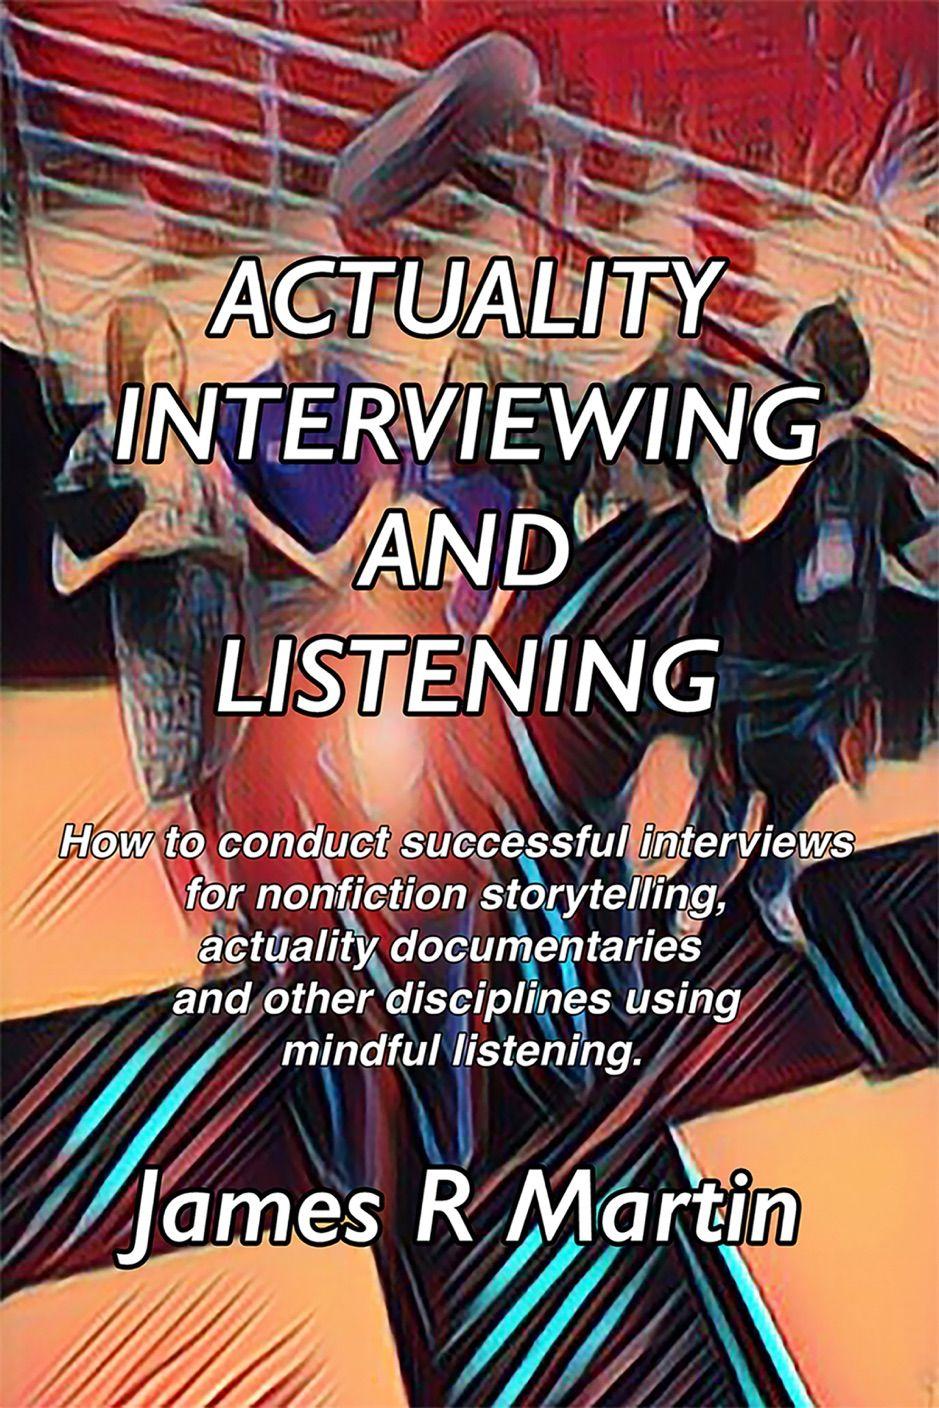 ACTUALITY
INTERVIEWING
AND
LISTENING
How to conduct successful interviews
for nonfiction storytelling,
actuality documentaries
and other disciplines using
mindful listening.
James R Martin